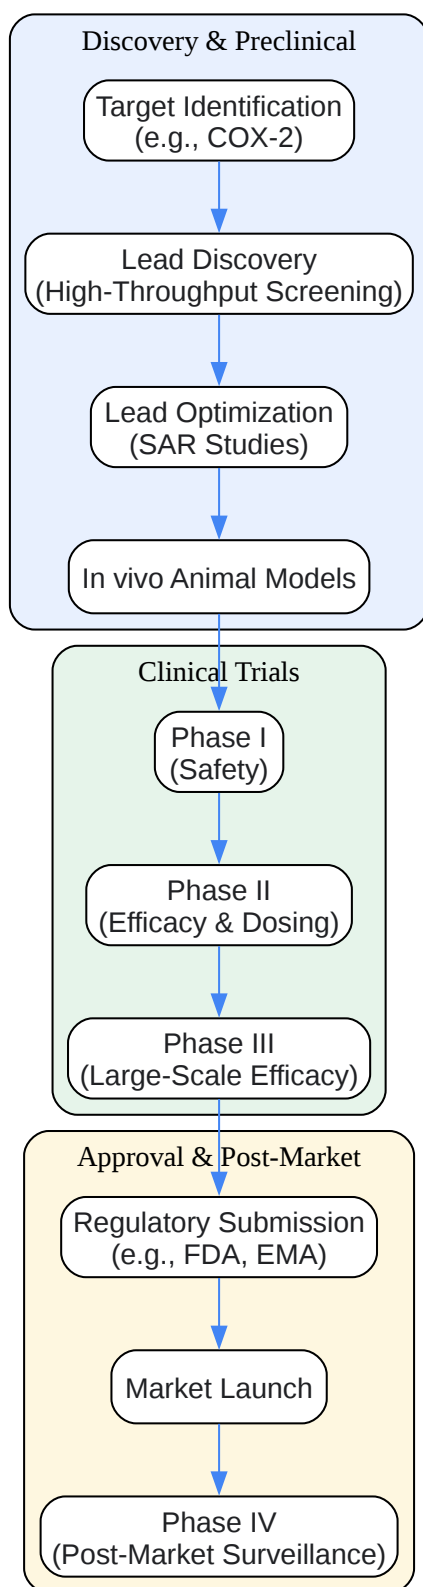 Discovery & Preclinical
Target Identification
(e.g., COX-2)
Lead Discovery
(High-Throughput Screening)
Lead Optimization
(SAR Studies)
In vivo Animal Models
Clinical Trials
Phase I
(Safety)
Phase II
(Efficacy & Dosing)
Phase III
(Large-Scale Efficacy)
Approval & Post-Market
Regulatory Submission
(e.g., FDA, EMA)
Market Launch
Phase IV
(Post-Market Surveillance)